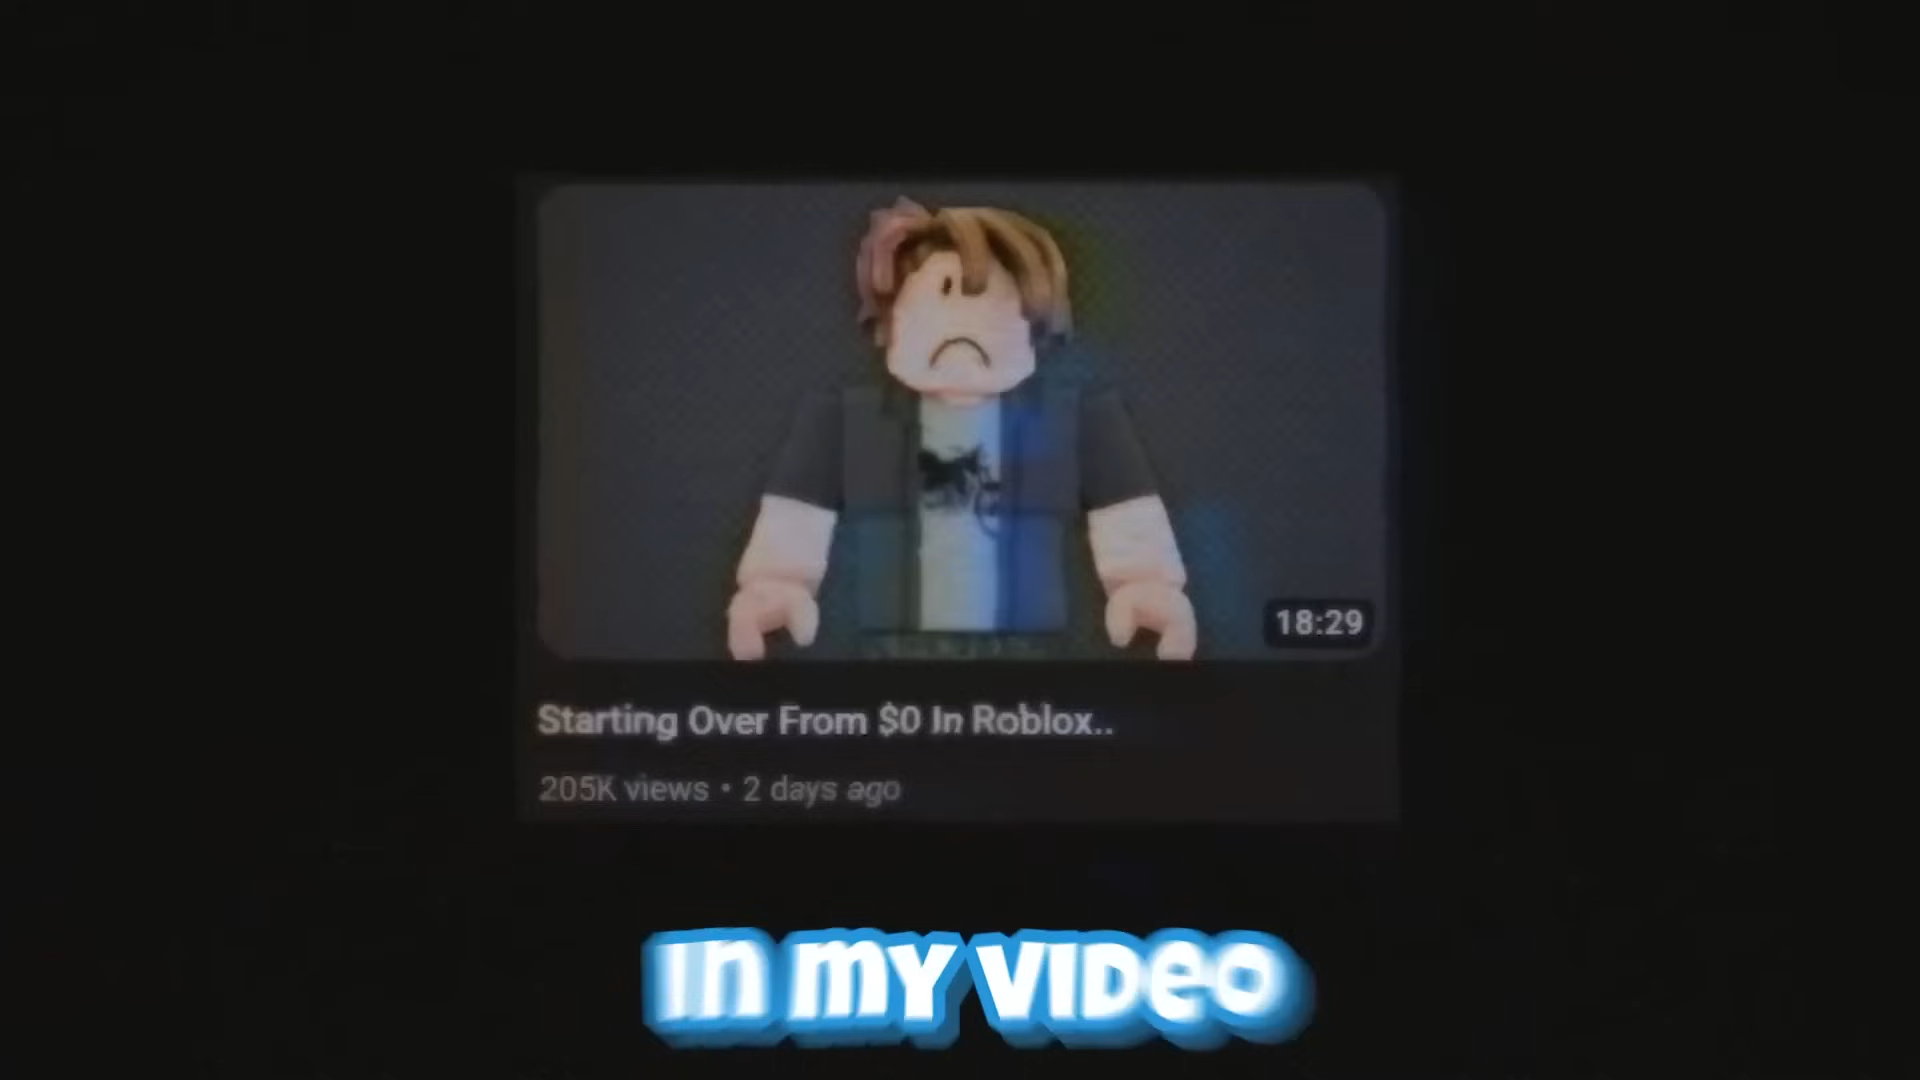 18:29
Starting Over From $0 In Roblox..
205K views • 2 days ago
In my video